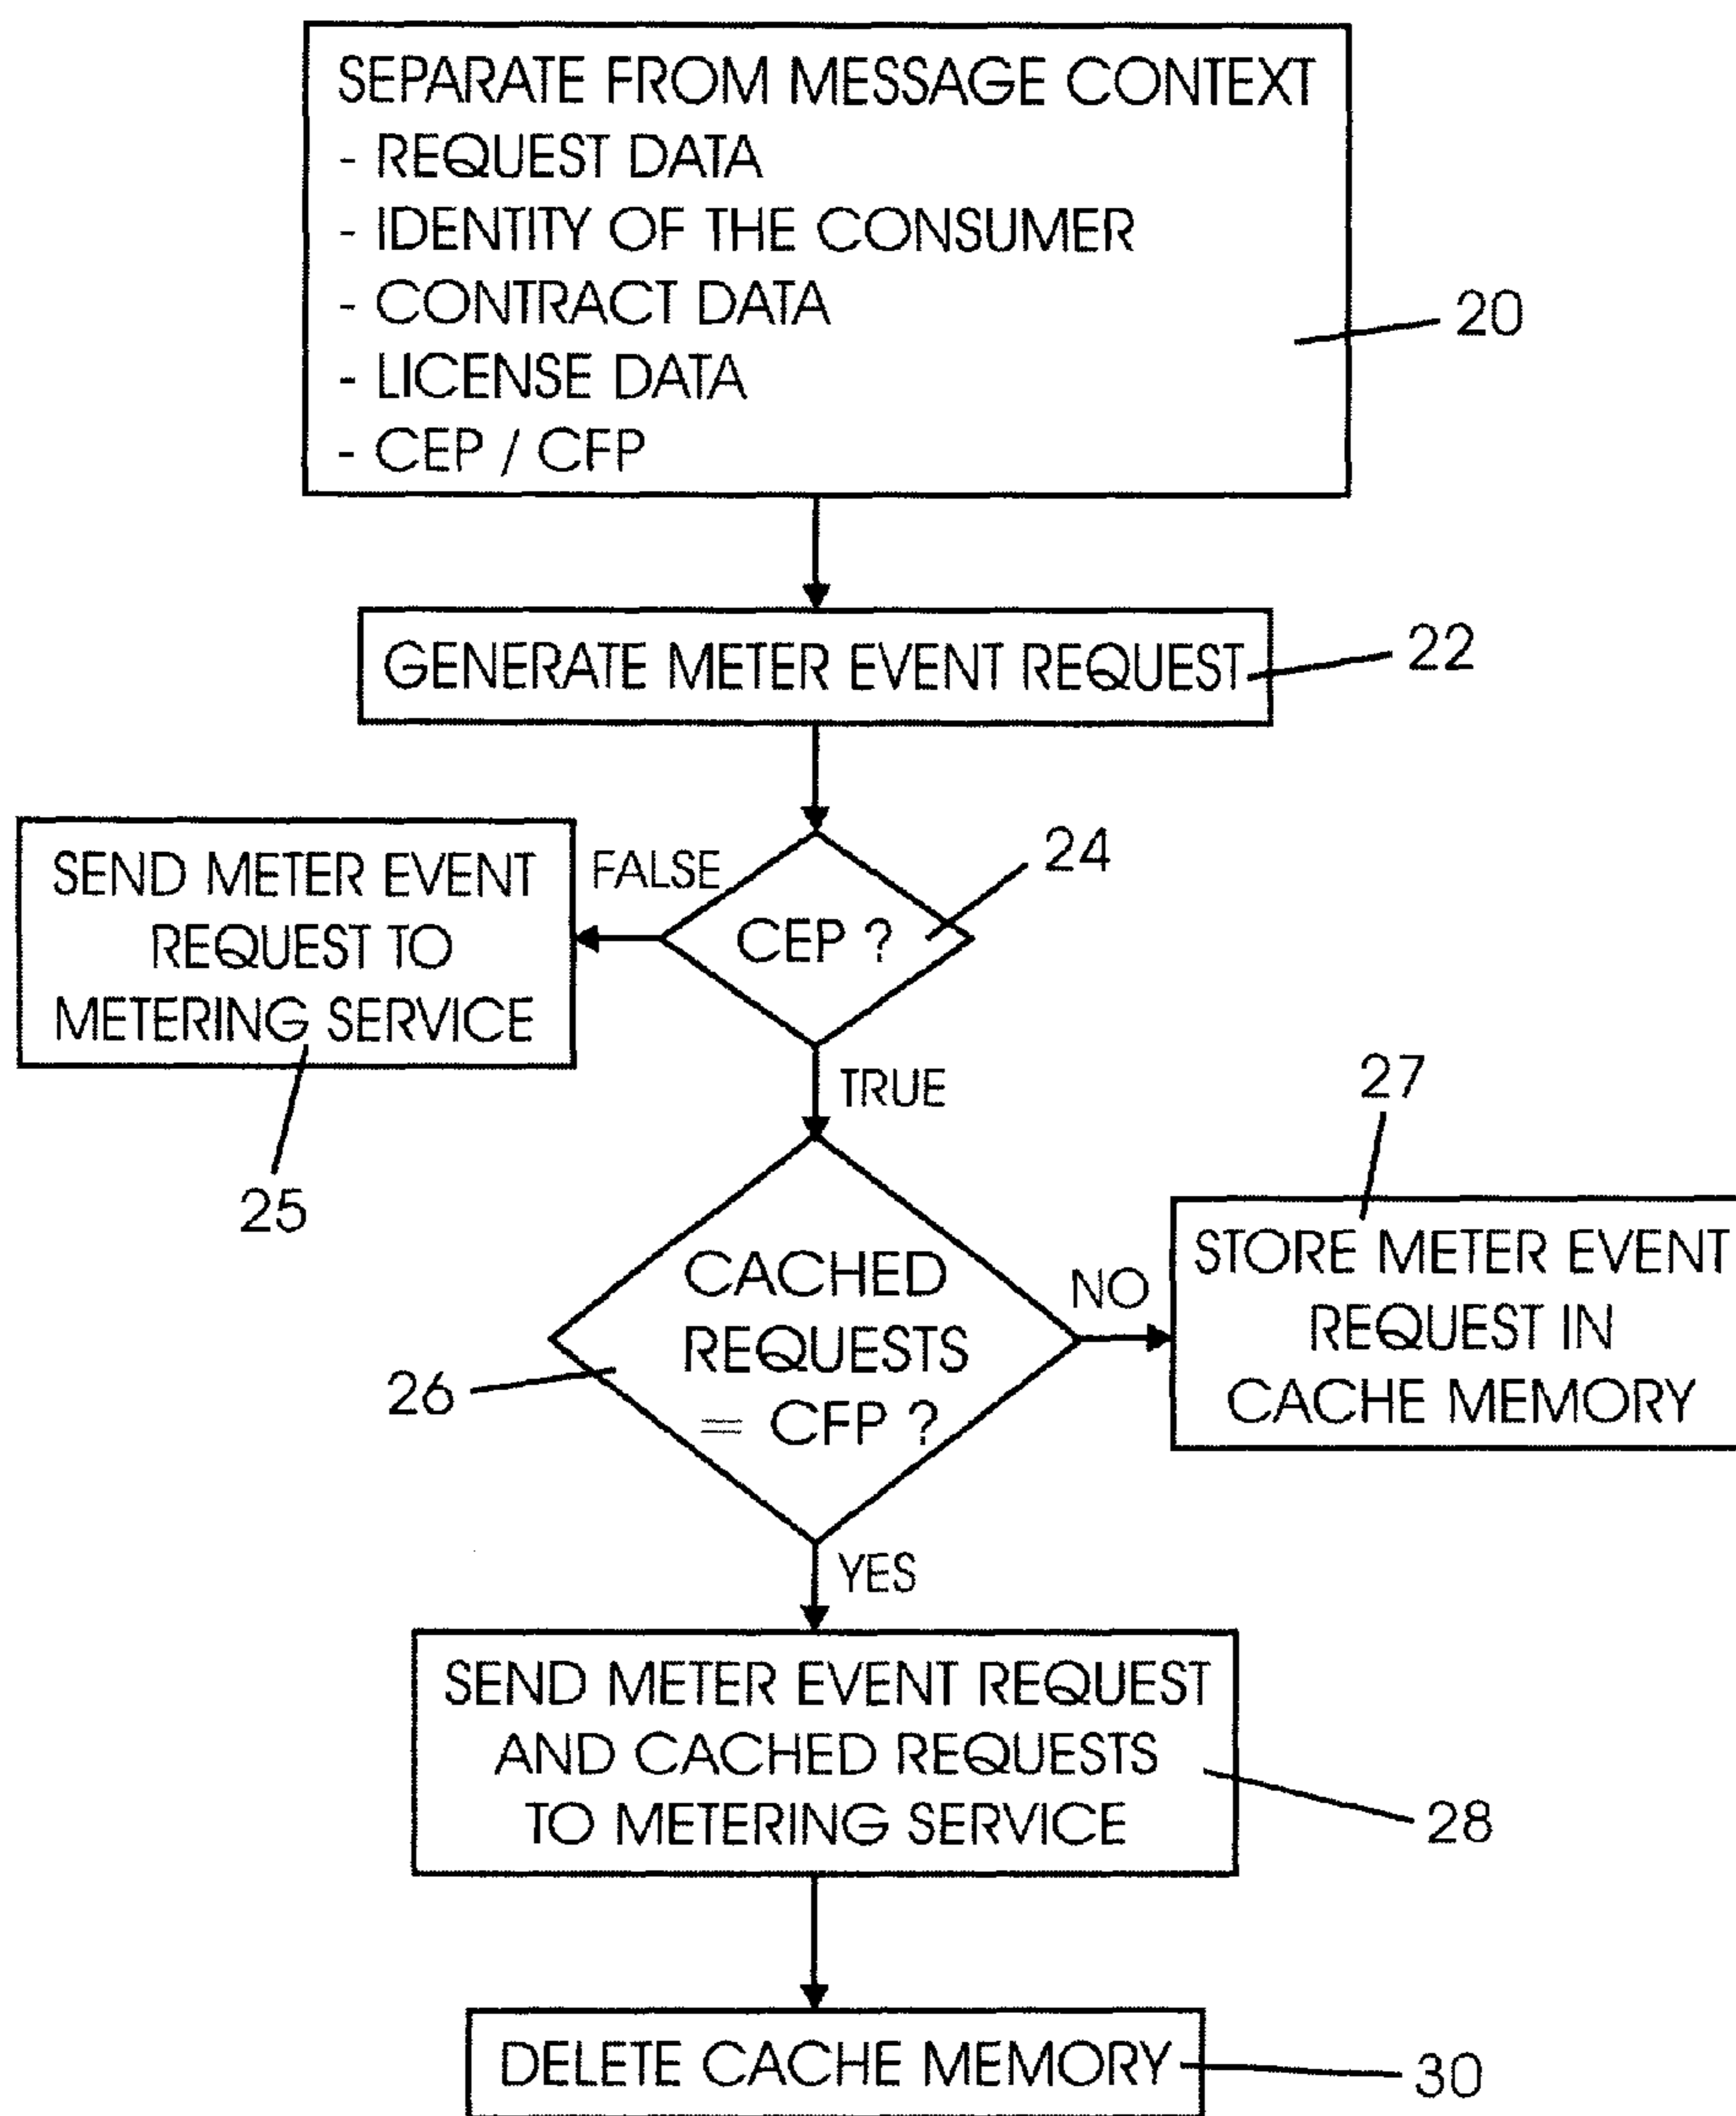 SEPARATE FROM MESSAGE CONTEXT
- REQUEST DATA
- IDENTITY OF THE CONSUMER
- CONTRACT DATA
- LICENSE DATA
- CEP / CFP
20
GENERATE METER EVENT REQUEST
22
SEND METER EVENT
REQUEST TO
METERING SERVICE
25
FALSE
CEP ?
24
TRUE
CACHED
REQUESTS
= CFP ?
26
NO
27
STORE METER EVENT
REQUEST IN
CACHE MEMORY
YES
SEND METER EVENT REQUEST
AND CACHED REQUESTS
TO METERING SERVICE
28
DELETE CACHE MEMORY
30